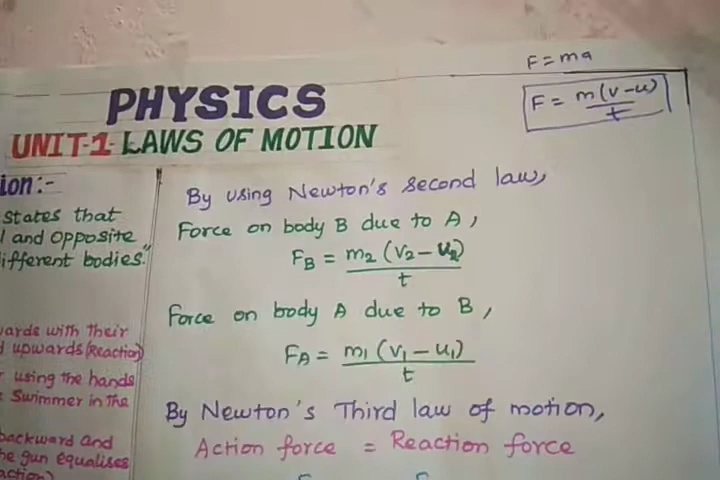 F = ma
F = m(v-u)
t
PHYSICS
UNIT-1 LAWS OF MOTION
ion:-
states that
l and opposite
ifferent bodies."
wards with their
d upwards (Reaction)
using the hands
Swimmer in the
backward and
he gun equalises
action)
By using Newton's second law,
Force on body B due to A,
FB = m2 (v2 - u2)
t
Force on body A due to B,
FA = m1 (v1 - u1)
t
By Newton's Third law of motion,
Action force = Reaction force